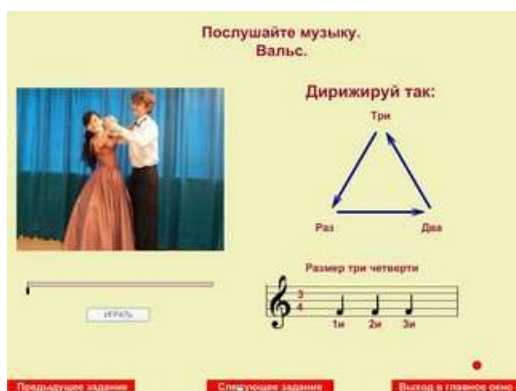 Послушайте музыку.
Вальс.
Дирижируй так:
Три
Раз
Два
Размер три четверти
3
4
1и 2и 3и
ИГРАТЬ
Предыдущее задание
Следующее задание
Выход в главное окно